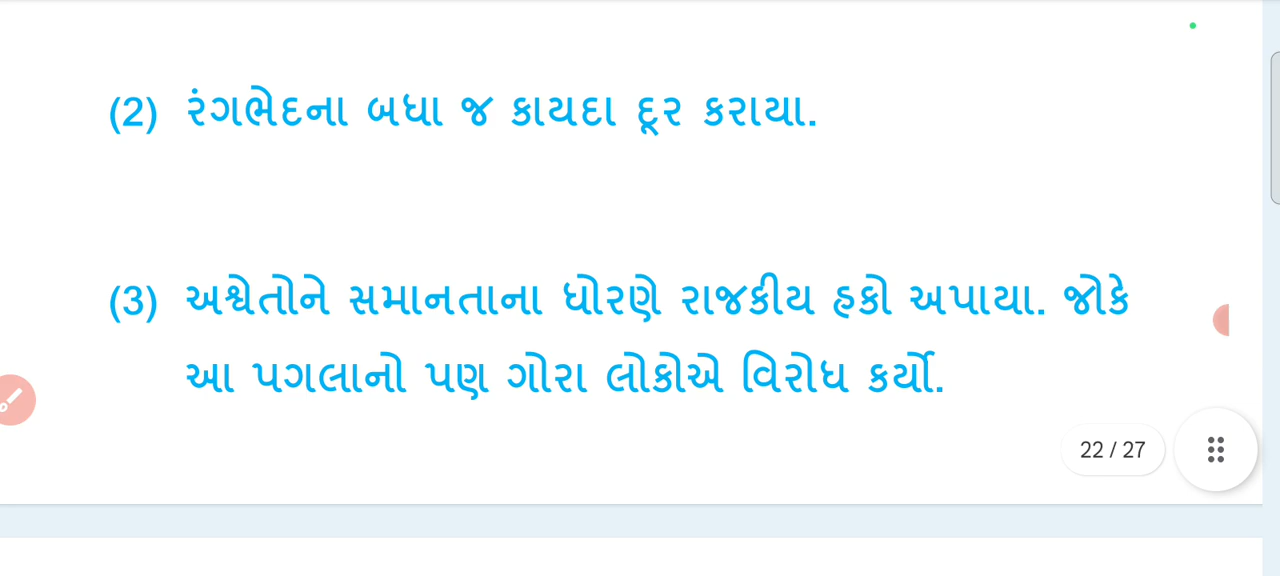 (2) રંગભેદના બધા જ કાયદા દૂર કરાયા.
(3) અશ્વેતોને સમાનતાના ધોરણે રાજકીય હકો અપાયા. જોકે
આ પગલાનો પણ ગોરા લોકોએ વિરોધ કર્યો.
22 / 27